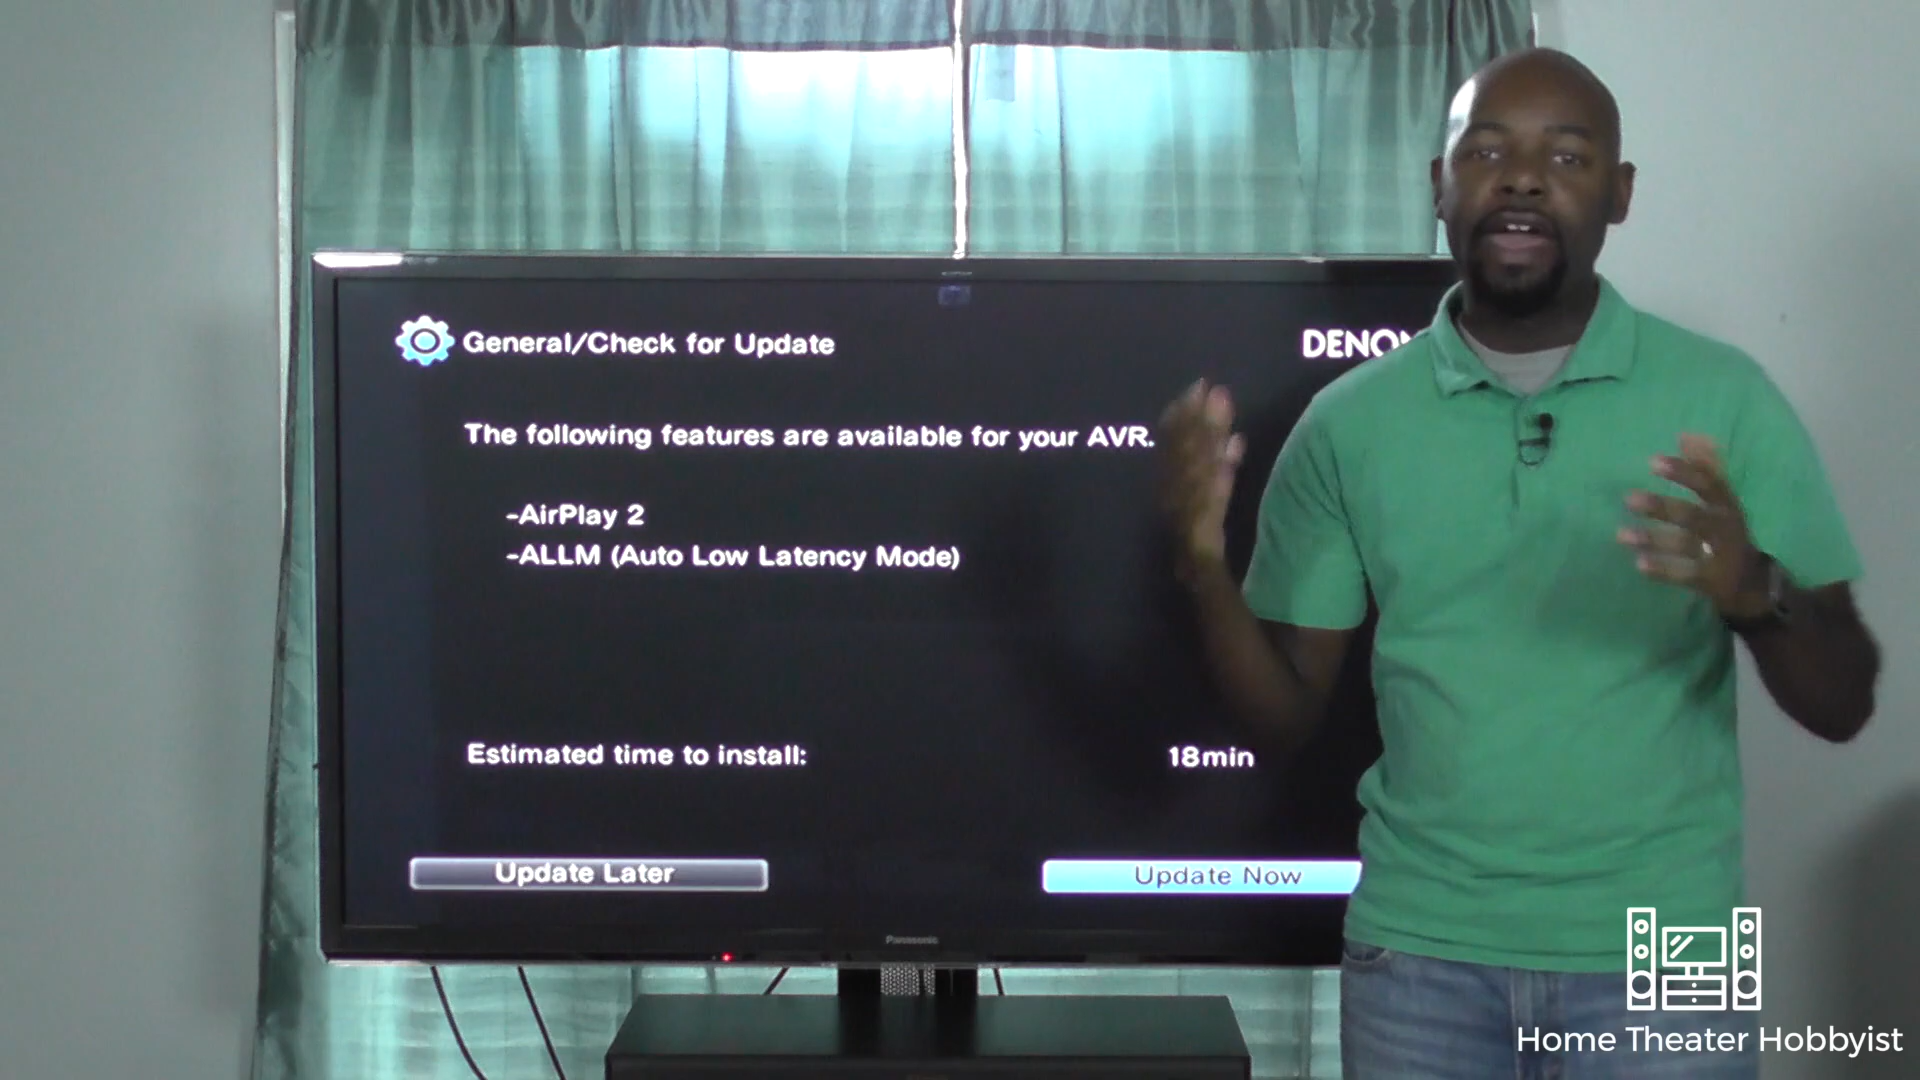 General/Check for Update
DENON
The following features are available for your AVR.
-AirPlay 2
-ALLM (Auto Low Latency Mode)
Estimated time to install: 18min
Update Later
Update Now
Panasonic
Home Theater Hobbyist